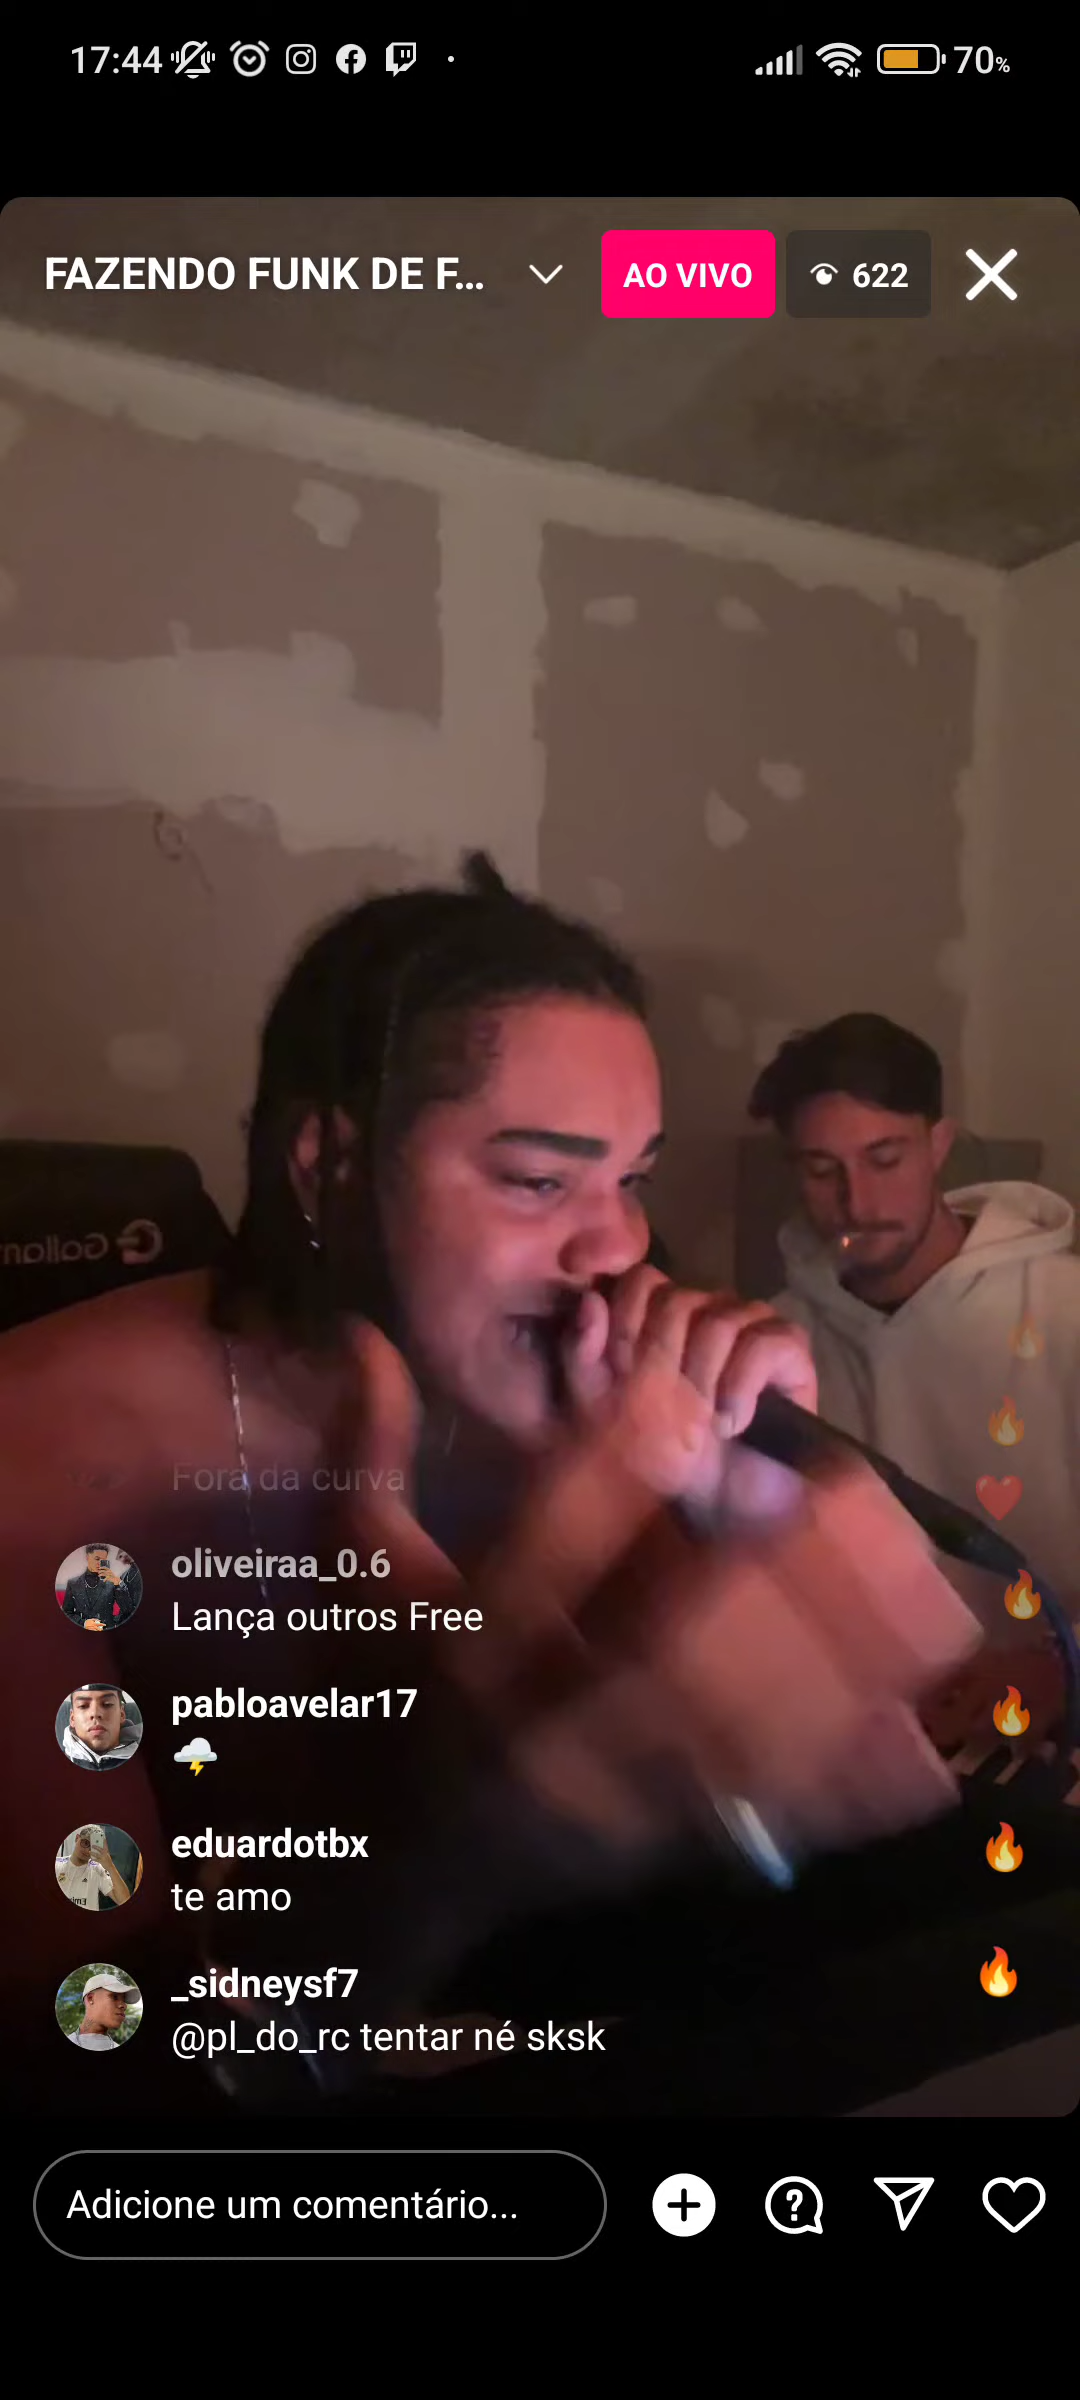 17:44
70%
FAZENDO FUNK DE F...
AO VIVO
622
Fora da curva
oliveiraa_0.6
Lança outros Free
pabloavelar17
eduardotbx
te amo
_sidneysf7
@pl_do_rc tentar né sksk
Adicione um comentário...